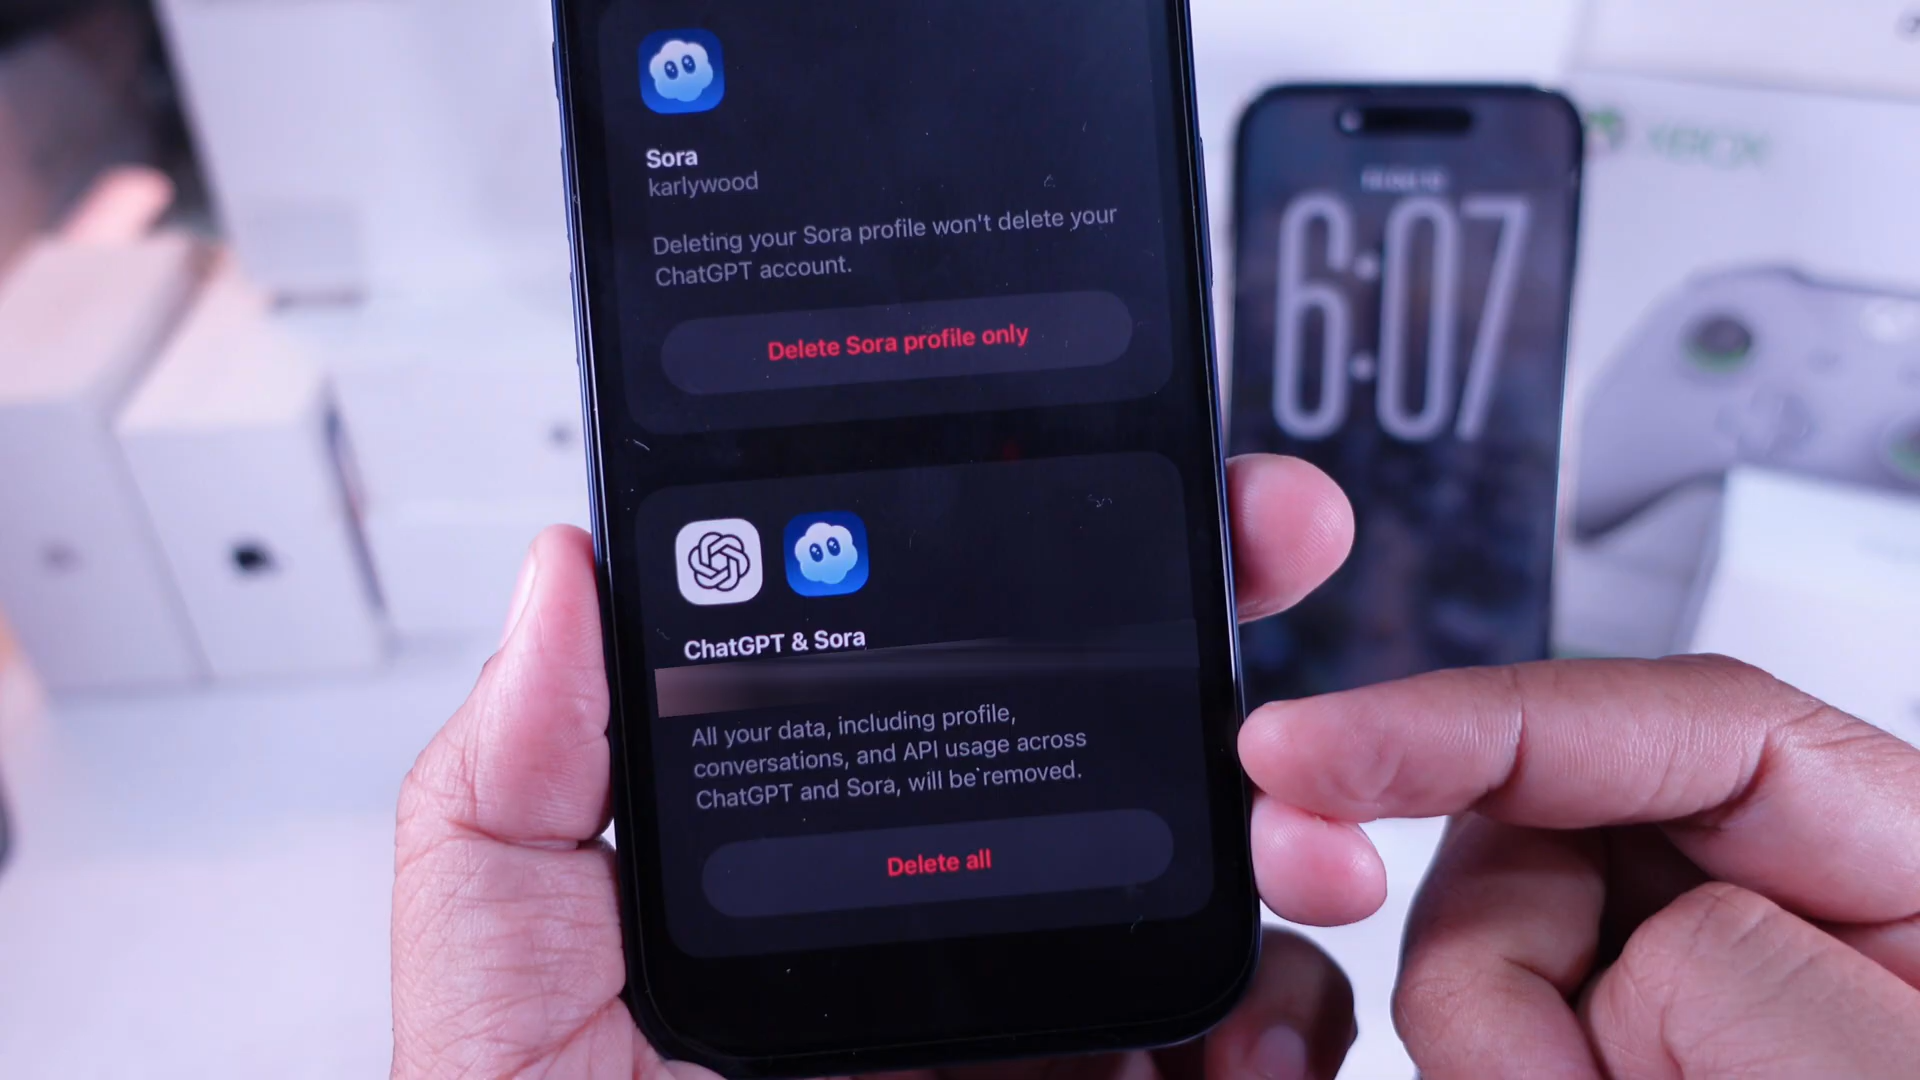 Sora
karlywood
Deleting your Sora profile won't delete your
ChatGPT account.
Delete Sora profile only
ChatGPT & Sora
All your data, including profile,
conversations, and API usage across
ChatGPT and Sora, will be removed.
Delete all
6:07
XBOX